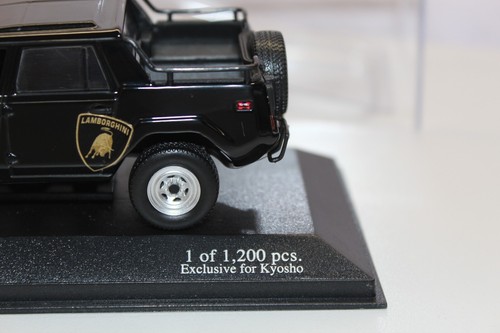 LAMBORGHINI
1 of 1,200 pcs.
Exclusive for Kyosho